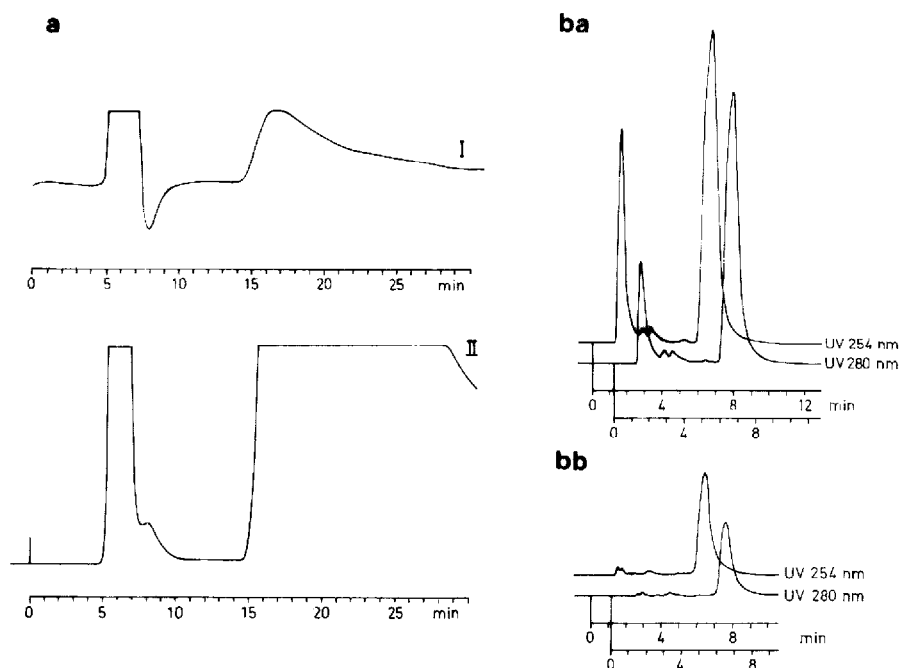 a
I
0 5 10 15 20 25 min
II
0 5 10 15 20 25 min
ba
UV 254 nm
UV 280 nm
0 4 8 12 min
0 4 8
bb
UV 254 nm
UV 280 nm
0 4 8 min
0 4 8